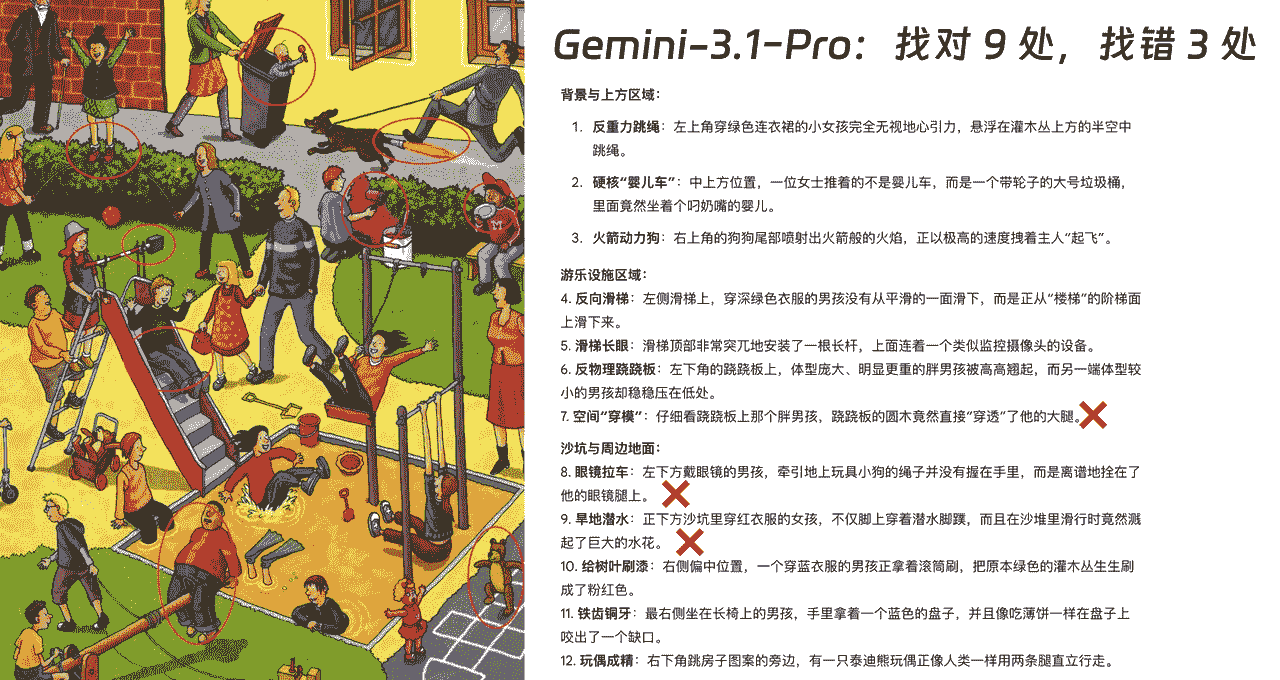 Gemini-3.1-Pro：找对 9 处，找错 3 处
背景与上方区域：
1. 反重力跳绳：左上角穿绿色连衣裙的小女孩完全无视地心引力，悬浮在灌木丛上方的半空中
跳绳。
2. 硬核“婴儿车”：中上方位置，一位女士推着的不是婴儿车，而是一个带轮子的大号垃圾桶，
里面竟然坐着个叼奶嘴的婴儿。
3. 火箭动力狗：右上角的狗狗尾部喷射出火箭般的火焰，正以极高的速度拽着主人“起飞”。
游乐设施区域：
4. 反向滑梯：左侧滑梯上，穿深绿色衣服的男孩没有从平滑的一面滑下，而是正从“楼梯”的阶梯面
上滑下来。
5. 滑梯长眼：滑梯顶部非常突兀地安装了一根长杆，上面连着一个类似监控摄像头的设备。
6. 反物理跷跷板：左下角的跷跷板上，体型庞大、明显更重的胖男孩被高高翘起，而另一端体型较
小的男孩却稳稳压在低处。
7. 空间“穿模”：仔细看跷跷板上那个胖男孩，跷跷板的圆木竟然直接“穿透”了他的大腿。
沙坑与周边地面：
8. 眼镜拉车：左下方戴眼镜的男孩，牵引地上玩具小狗的绳子并没有握在手里，而是离谱地拴在了
他的眼镜腿上。
9. 旱地潜水：正下方沙坑里穿红衣服的女孩，不仅脚上穿着潜水脚蹼，而且在沙堆里滑行时竟然溅
起了巨大的水花。
10. 给树叶刷漆：右侧偏中位置，一个穿蓝衣服的男孩正拿着滚筒刷，把原本绿色的灌木丛生生刷
成了粉红色。
11. 铁齿铜牙：最右侧坐在长椅上的男孩，手里拿着一个蓝色的盘子，并且像吃薄饼一样在盘子上
咬出了一个缺口。
12. 玩偶成精：右下角跳房子图案的旁边，有一只泰迪熊玩偶正像人类一样用两条腿直立行走。
M